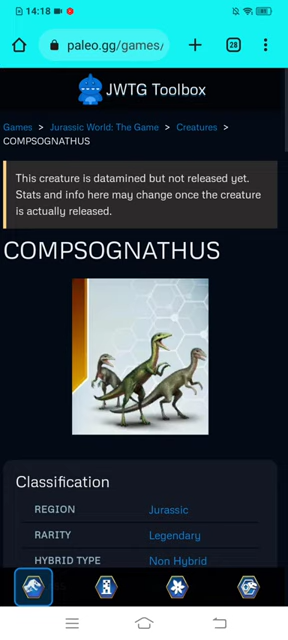 14:18
paleo.gg/games/
28
JWTG Toolbox
Games > Jurassic World: The Game > Creatures >
COMPSOGNATHUS
This creature is datamined but not released yet.
Stats and info here may change once the creature
is actually released.
COMPSOGNATHUS
Classification
REGION Jurassic
RARITY Legendary
HYBRID TYPE Non Hybrid